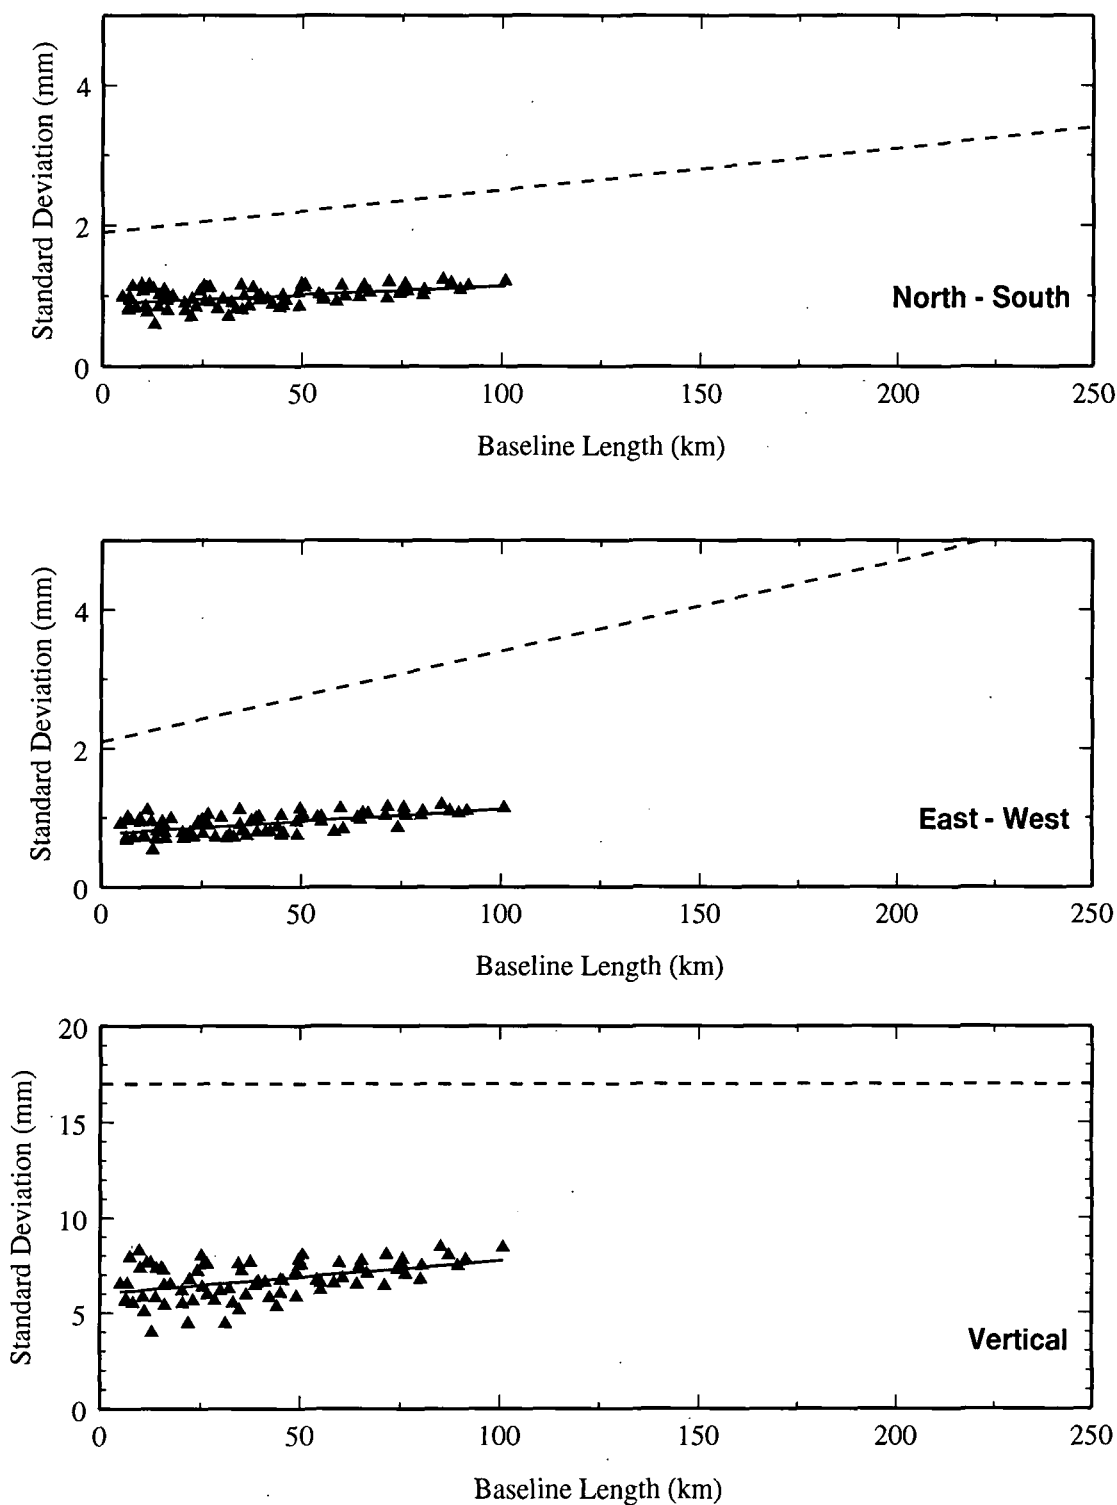 Standard Deviation (mm)
4
2
0
North - South
0 50 100 150 200 250
Baseline Length (km)
Standard Deviation (mm)
4
2
0
East - West
0 50 100 150 200 250
Baseline Length (km)
Standard Deviation (mm)
20
15
10
5
0
Vertical
0 50 100 150 200 250
Baseline Length (km)